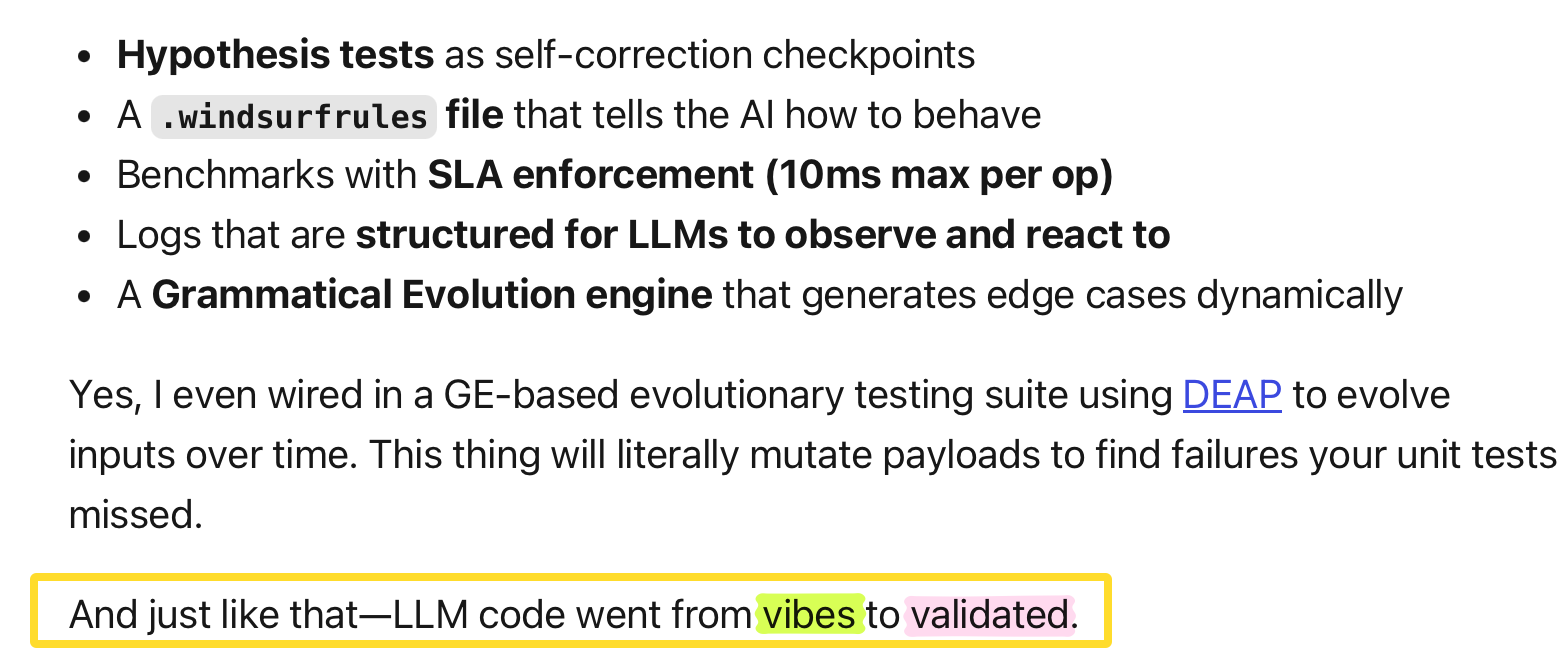 • Hypothesis tests as self-correction checkpoints
• A .windsurfrules file that tells the AI how to behave
• Benchmarks with SLA enforcement (10ms max per op)
• Logs that are structured for LLMs to observe and react to
• A Grammatical Evolution engine that generates edge cases dynamically
Yes, I even wired in a GE-based evolutionary testing suite using DEAP to evolve
inputs over time. This thing will literally mutate payloads to find failures your unit tests
missed.
And just like that—LLM code went from vibes to validated.